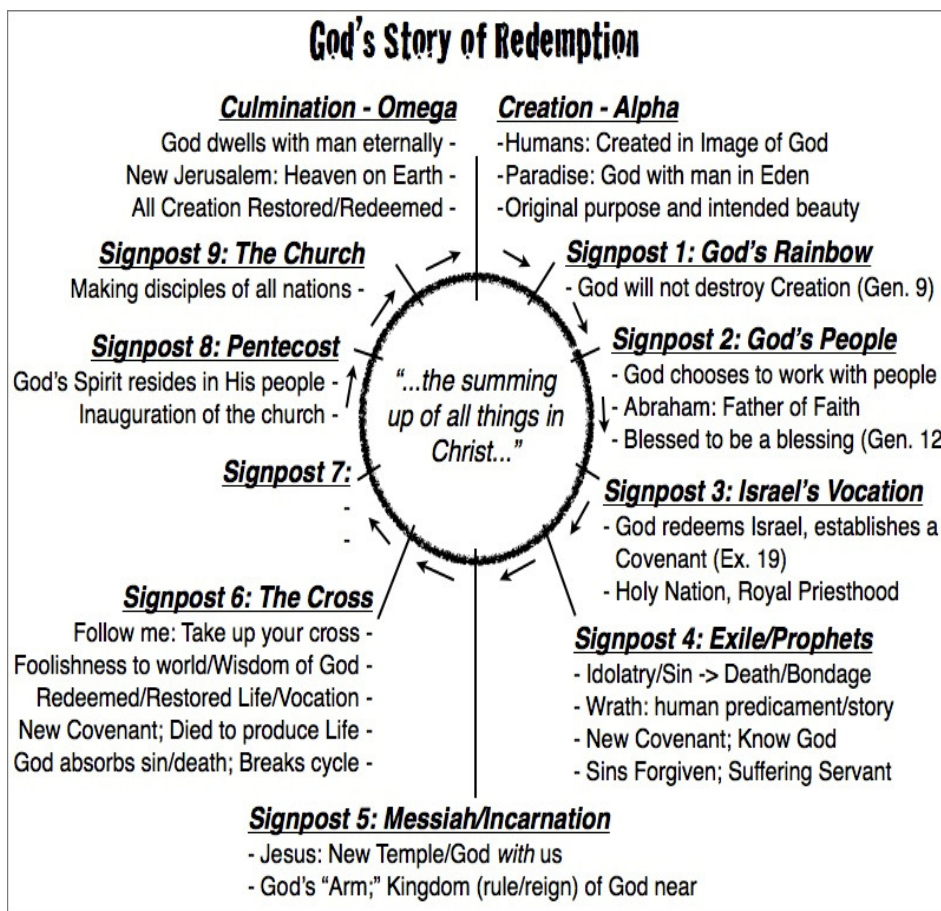 God's Story of Redemption
Culmination - Omega
God dwells with man eternally -
New Jerusalem: Heaven on Earth -
All Creation Restored/Redeemed -
Creation - Alpha
-Humans: Created in Image of God
-Paradise: God with man in Eden
-Original purpose and intended beauty
Signpost 1: God's Rainbow
- God will not destroy Creation (Gen. 9)
Signpost 2: God's People
- God chooses to work with people
- Abraham: Father of Faith
- Blessed to be a blessing (Gen. 12
Signpost 3: Israel's Vocation
- God redeems Israel, establishes a
Covenant (Ex. 19)
- Holy Nation, Royal Priesthood
Signpost 4: Exile/Prophets
- Idolatry/Sin -> Death/Bondage
- Wrath: human predicament/story
- New Covenant; Know God
- Sins Forgiven; Suffering Servant
Signpost 5: Messiah/Incarnation
- Jesus: New Temple/God with us
- God's "Arm;" Kingdom (rule/reign) of God near
Signpost 6: The Cross
Follow me: Take up your cross -
Foolishness to world/Wisdom of God -
Redeemed/Restored Life/Vocation -
New Covenant; Died to produce Life -
God absorbs sin/death; Breaks cycle -
Signpost 7:
-
-
Signpost 8: Pentecost
God's Spirit resides in His people -
Inauguration of the church -
Signpost 9: The Church
Making disciples of all nations -
"...the summing
up of all things in
Christ..."